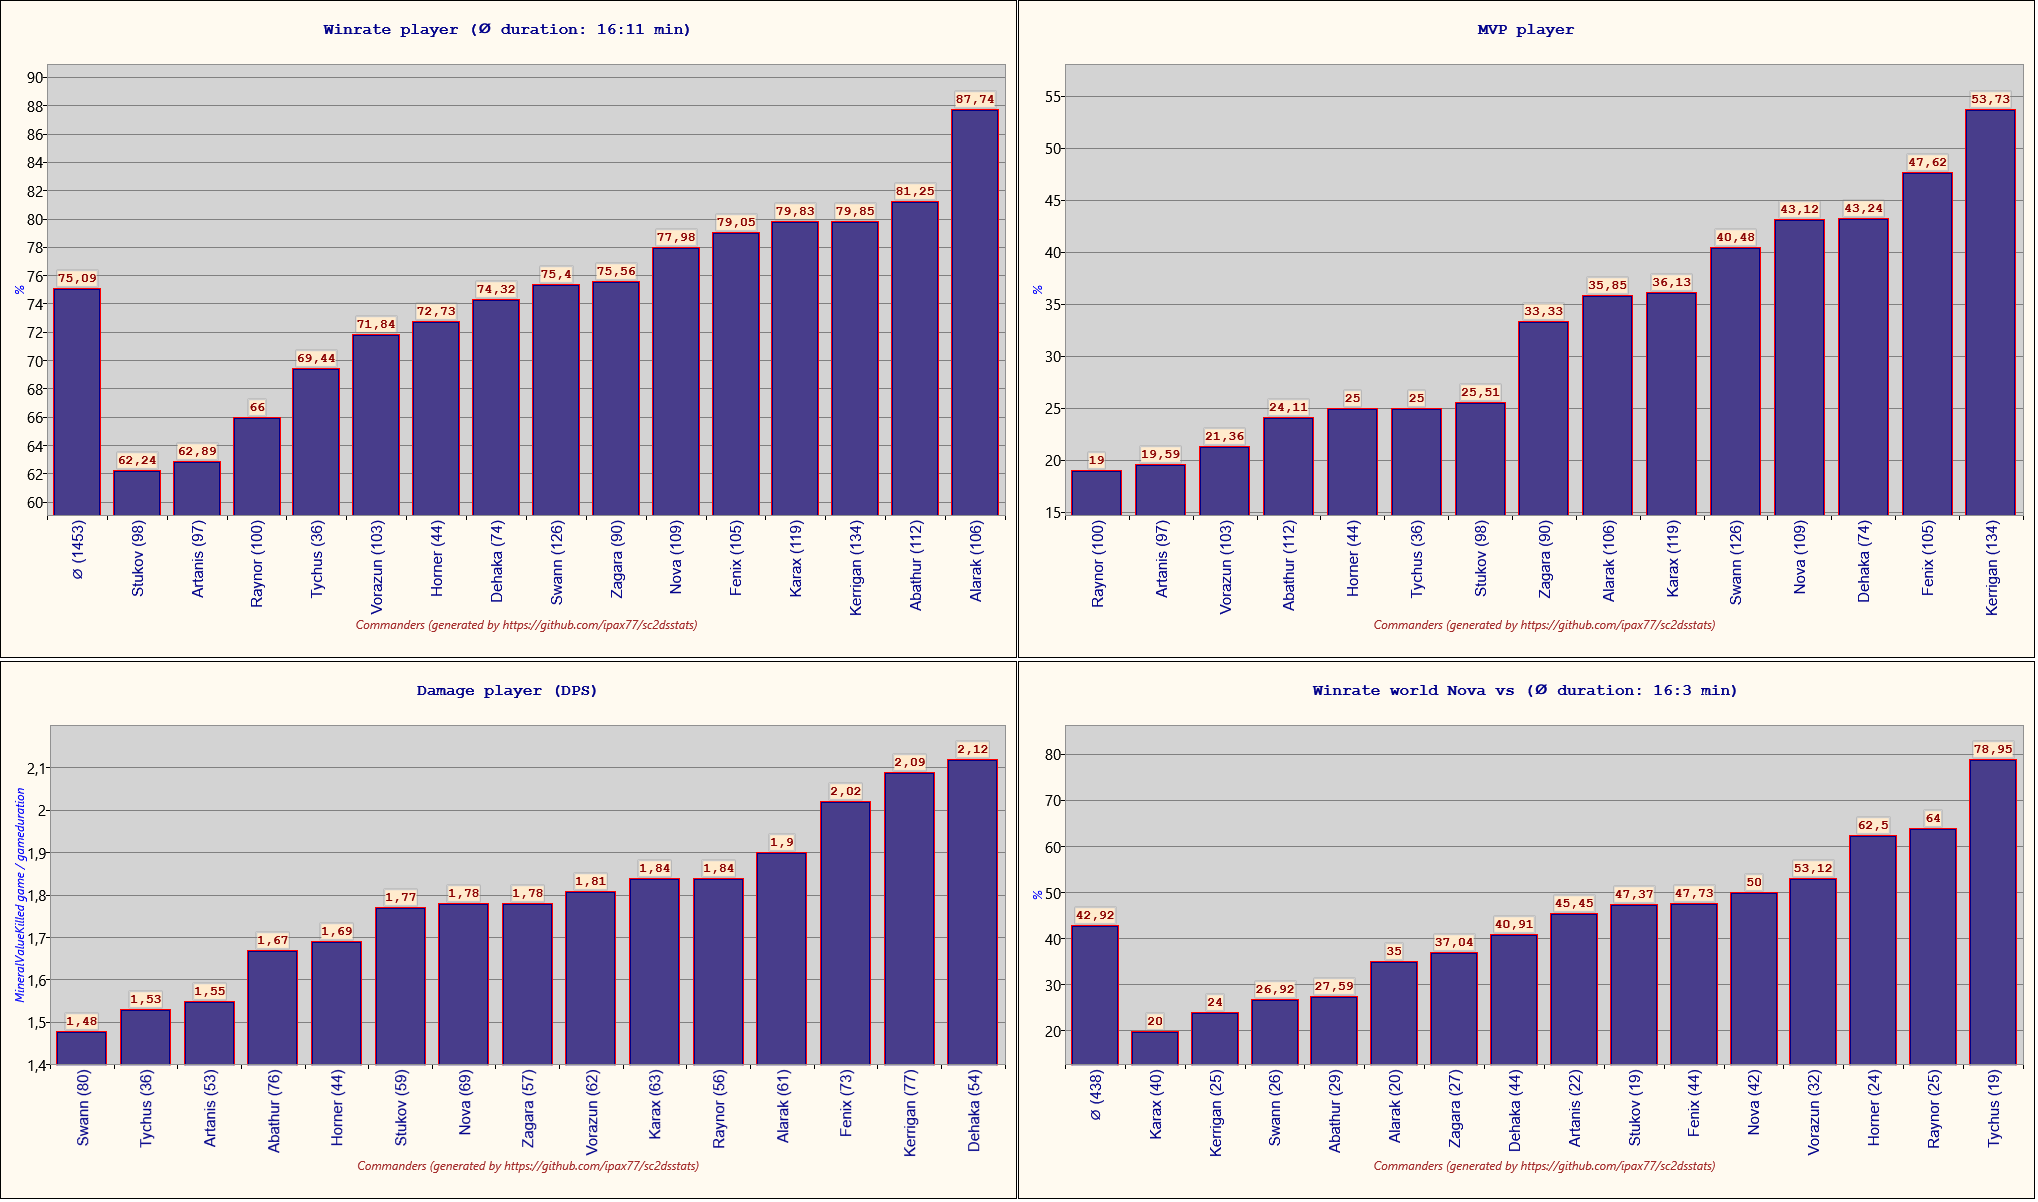 Winrate player (Ø duration: 16:11 min)
90
88
86
84
82
80
78
76
74
72
70
68
66
64
62
60
%
75,09
62,24
62,89
66
69,44
71,84
72,73
74,32
75,4
75,56
77,98
79,05
79,83
79,85
81,25
87,74
Ø (1453)
Stukov (98)
Artanis (97)
Raynor (100)
Tychus (36)
Vorazun (103)
Horner (44)
Dehaka (74)
Swann (126)
Zagara (90)
Nova (109)
Fenix (105)
Karax (119)
Kerrigan (134)
Abathur (112)
Alarak (106)
Commanders (generated by https://github.com/ipax77/sc2dsstats)
MVP player
55
50
45
40
35
30
25
20
15
%
19
19,59
21,36
24,11
25
25
25,51
33,33
35,85
36,13
40,48
43,12
43,24
47,62
53,73
Raynor (100)
Artanis (97)
Vorazun (103)
Abathur (112)
Horner (44)
Tychus (36)
Stukov (98)
Zagara (90)
Alarak (106)
Karax (119)
Swann (126)
Nova (109)
Dehaka (74)
Fenix (105)
Kerrigan (134)
Commanders (generated by https://github.com/ipax77/sc2dsstats)
Damage player (DPS)
2,1
2
1,9
1,8
1,7
1,6
1,5
1,4
MineralValueKilled game / gameduration
1,48
1,53
1,55
1,67
1,69
1,77
1,78
1,78
1,81
1,84
1,84
1,9
2,02
2,09
2,12
Swann (80)
Tychus (36)
Artanis (53)
Abathur (76)
Horner (44)
Stukov (59)
Nova (69)
Zagara (57)
Vorazun (62)
Karax (63)
Raynor (56)
Alarak (61)
Fenix (73)
Kerrigan (77)
Dehaka (54)
Commanders (generated by https://github.com/ipax77/sc2dsstats)
Winrate world Nova vs (Ø duration: 16:3 min)
80
70
60
50
40
30
20
%
42,92
20
24
26,92
27,59
35
37,04
40,91
45,45
47,37
47,73
50
53,12
62,5
64
78,95
Ø (438)
Karax (40)
Kerrigan (25)
Swann (26)
Abathur (29)
Alarak (20)
Zagara (27)
Dehaka (44)
Artanis (22)
Stukov (19)
Fenix (44)
Nova (42)
Vorazun (32)
Horner (24)
Raynor (25)
Tychus (19)
Commanders (generated by https://github.com/ipax77/sc2dsstats)